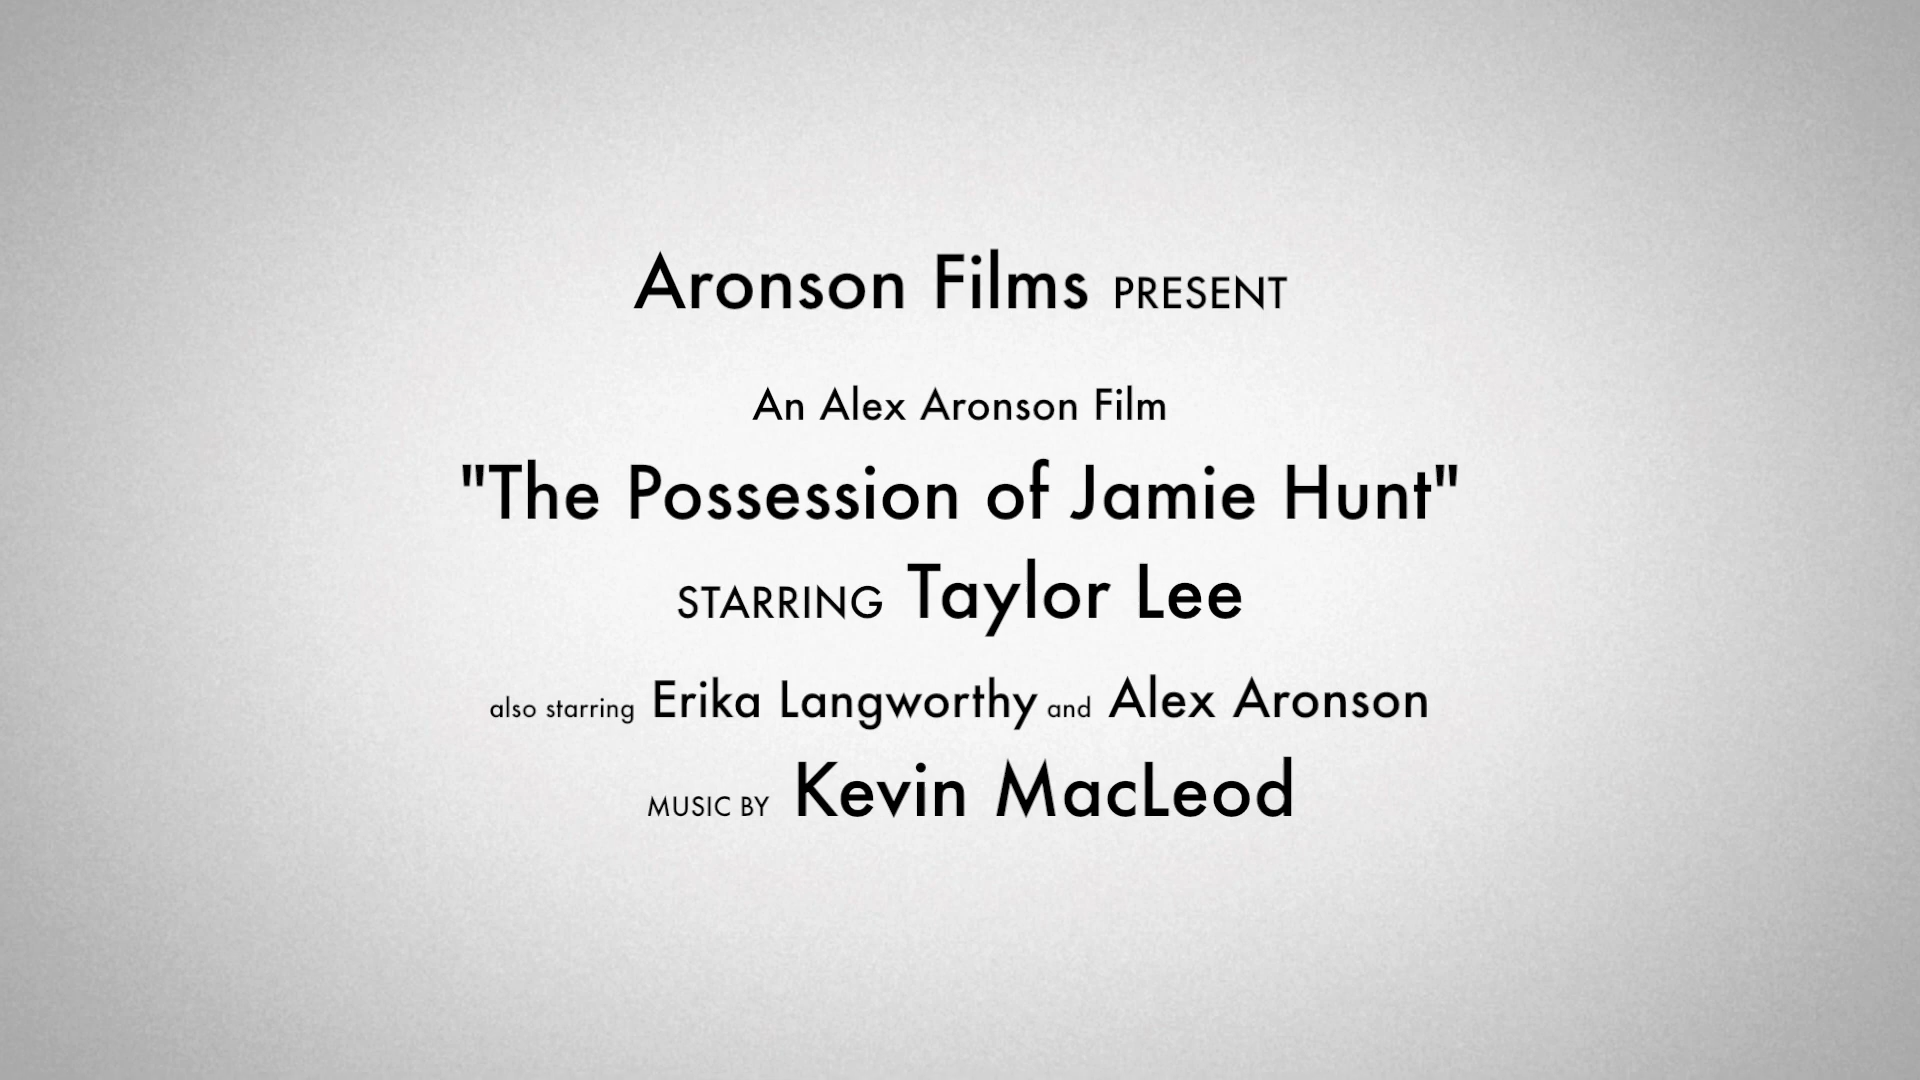 Aronson Films PRESENT
An Alex Aronson Film
"The Possession of Jamie Hunt"
STARRING Taylor Lee
also starring Erika Langworthy and Alex Aronson
MUSIC BY Kevin MacLeod